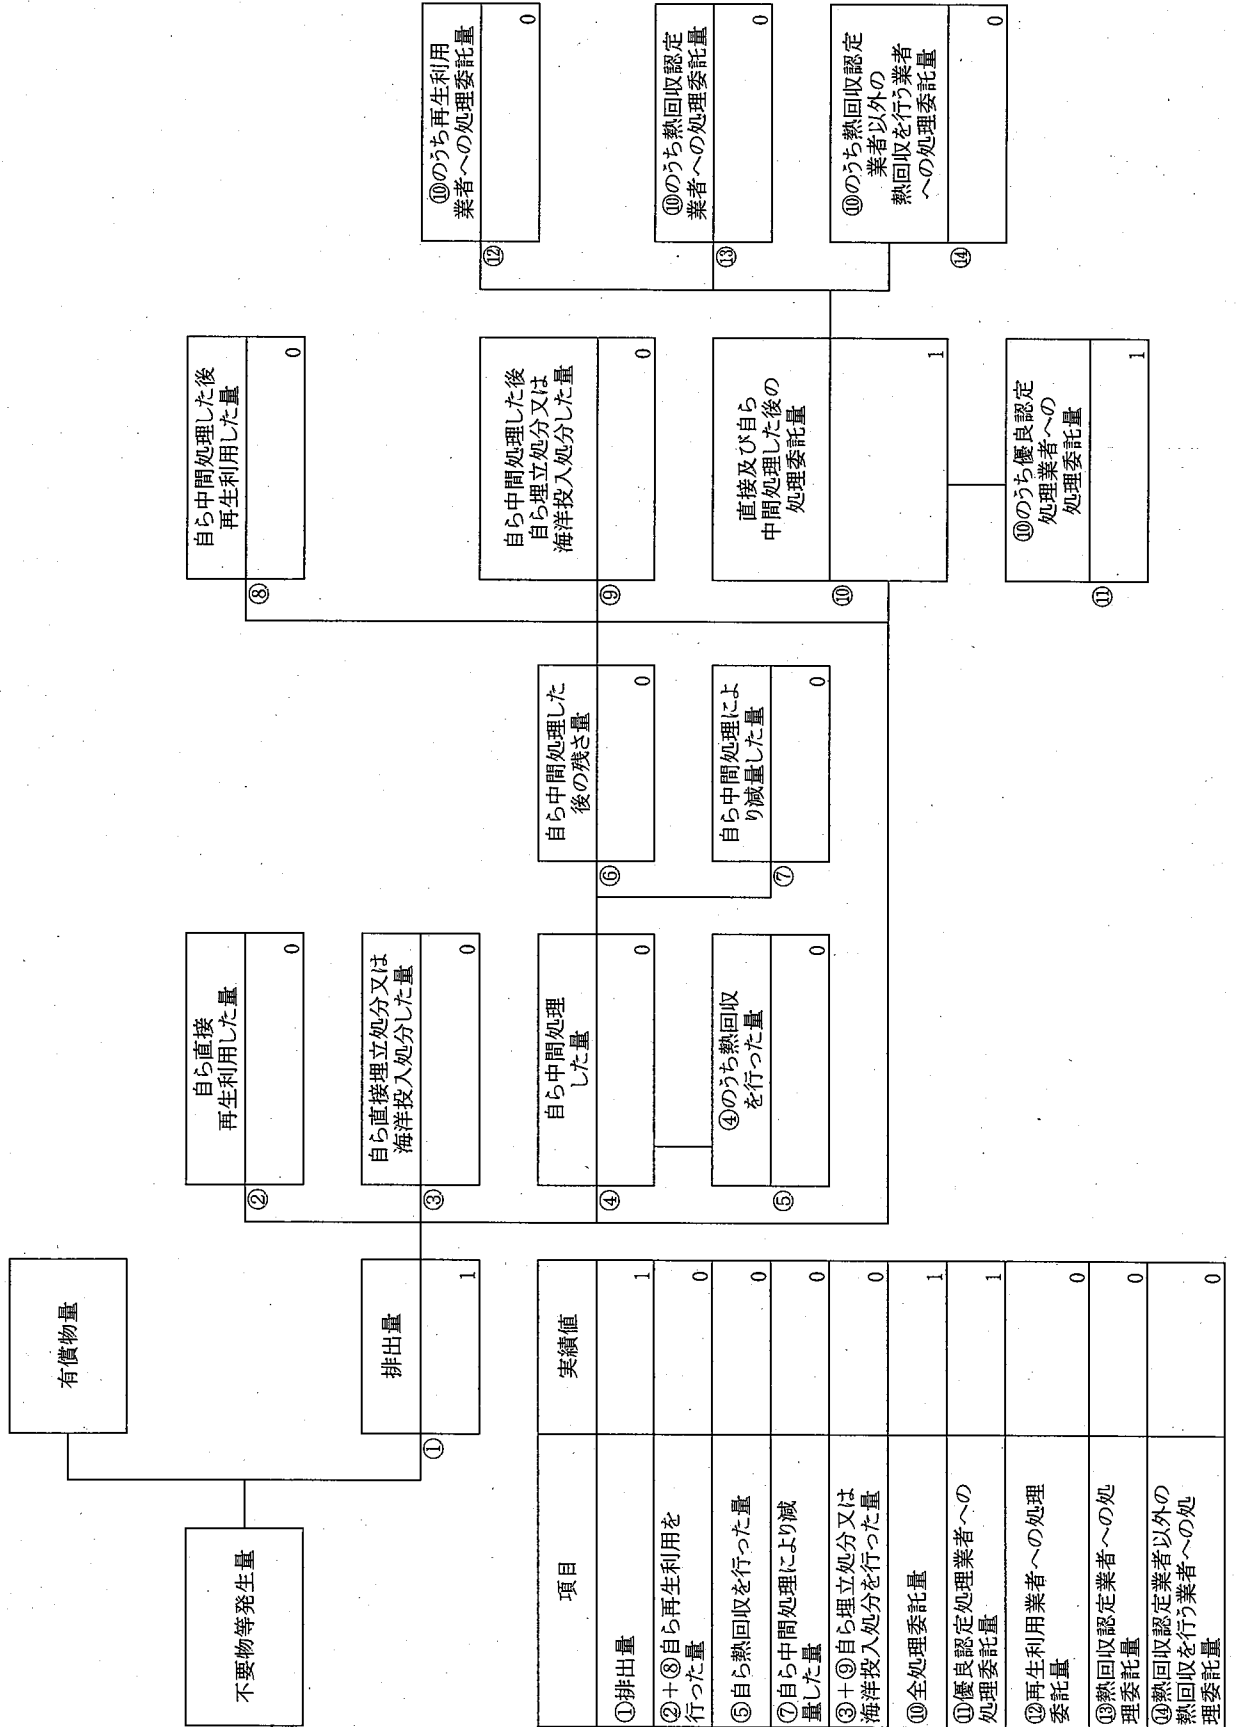 有償物量
不要物等発生量
排出量
①
1
自ら直接
再生利用した量
②
0
自ら直接埋立処分又は
海洋投入処分した量
③
0
自ら中間処理
した量
④
0
④のうち熱回収
を行った量
⑤
0
自ら中間処理した
後の残さ量
⑥
0
自ら中間処理によ
り減量した量
⑦
0
自ら中間処理した後
再生利用した量
⑧
0
自ら中間処理した後
自ら埋立処分又は
海洋投入処分した量
⑨
0
直接及び自ら
中間処理した後の
処理委託量
⑩
1
⑩のうち優良認定
処理業者への
処理委託量
⑪
1
⑩のうち再生利用
業者への処理委託量
⑫
0
⑩のうち熱回収認定
業者への処理委託量
⑬
0
⑩のうち熱回収認定
業者以外の
熱回収を行う業者
への処理委託量
⑭
0
項目 実績値
①排出量 1
②+⑧自ら再生利用を
行った量 0
⑤自ら熱回収を行った量 0
⑦自ら中間処理により減
量した量 0
③+⑨自ら埋立処分又は
海洋投入処分を行った量 0
⑩全処理委託量 1
⑪優良認定処理業者への
処理委託量 1
⑫再生利用業者への処理
委託量 0
⑬熱回収認定業者への処
理委託量 0
⑭熱回収認定業者以外の
熱回収を行う業者への処
理委託量 0